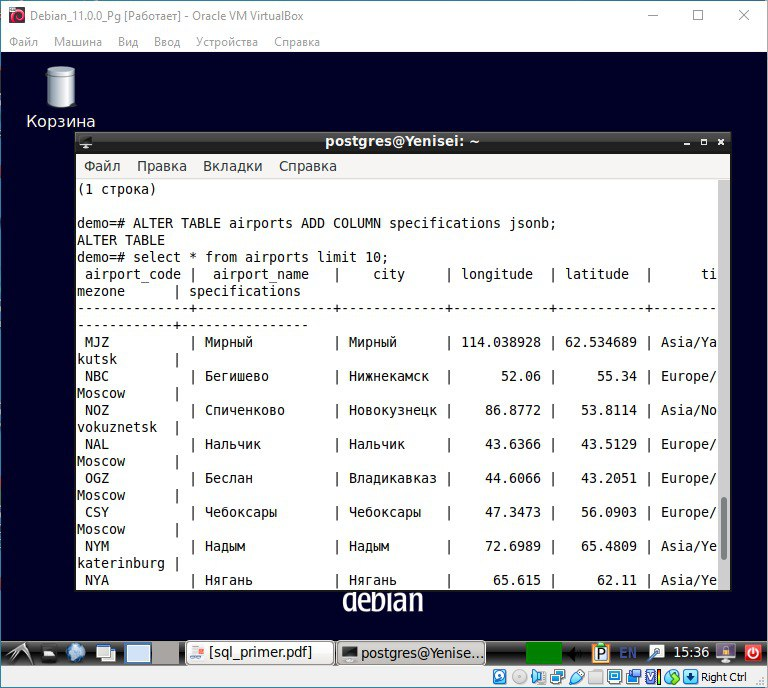 Debian_11.0.0_Pg [Работает] - Oracle VM VirtualBox
Файл Машина Вид Ввод Устройства Справка
Корзина
postgres@Yenisei: ~
Файл Правка Вкладки Справка
(1 строка)
demo=# ALTER TABLE airports ADD COLUMN specifications jsonb;
ALTER TABLE
demo=# select * from airports limit 10;
 airport_code | airport_name | city | longitude | latitude | ti
mezone | specifications
--------------+--------------+-------------+------------+-----------+--------
------------+----------------
 MJZ | Мирный | Мирный | 114.038928 | 62.534689 | Asia/Ya
kutsk |
 NBC | Бегишево | Нижнекамск | 52.06 | 55.34 | Europe/
Moscow |
 NOZ | Спиченково | Новокузнецк | 86.8772 | 53.8114 | Asia/No
vokuznetsk |
 NAL | Нальчик | Нальчик | 43.6366 | 43.5129 | Europe/
Moscow |
 OGZ | Беслан | Владикавказ | 44.6066 | 43.2051 | Europe/
Moscow |
 CSY | Чебоксары | Чебоксары | 47.3473 | 56.0903 | Europe/
Moscow |
 NYM | Надым | Надым | 72.6989 | 65.4809 | Asia/Ye
katerinburg |
 NYA | Нягань | Нягань | 65.615 | 62.11 | Asia/Ye
debian
[sql_primer.pdf] postgres@Yenise... P EN 15:36
Right Ctrl